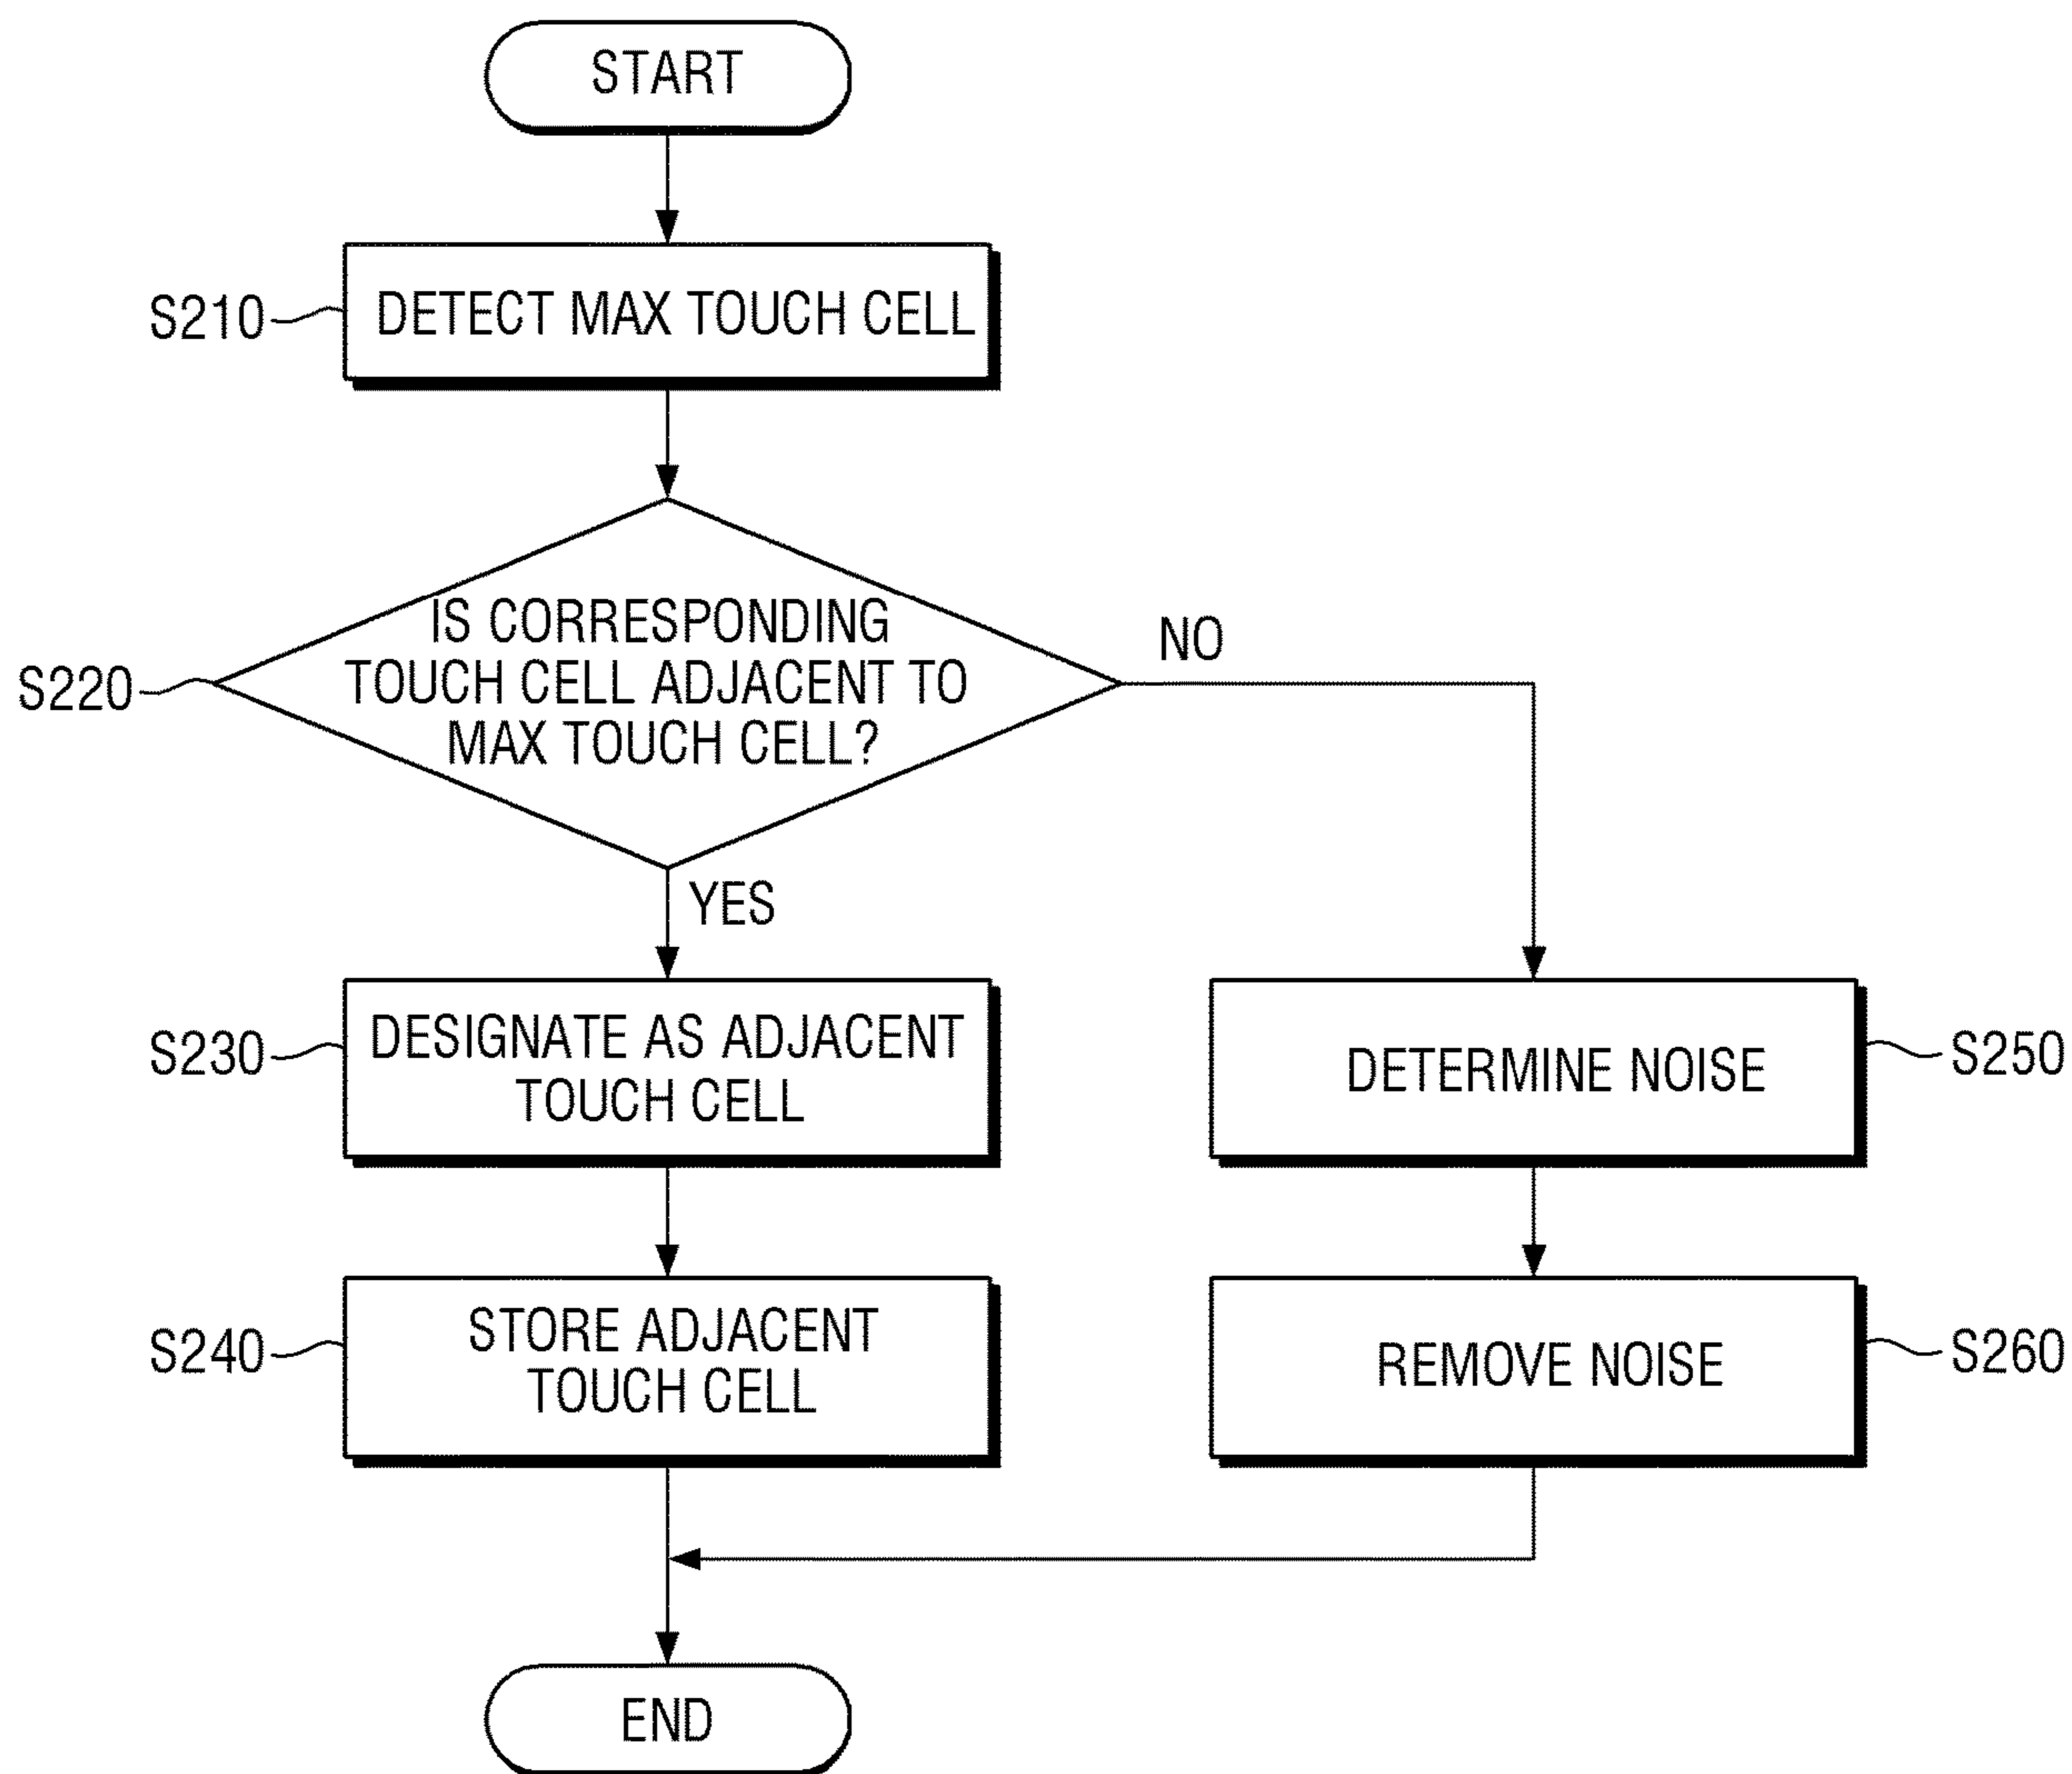 START
S210
DETECT MAX TOUCH CELL
S220
IS CORRESPONDING
TOUCH CELL ADJACENT TO
MAX TOUCH CELL?
NO
YES
S230
DESIGNATE AS ADJACENT
TOUCH CELL
DETERMINE NOISE
S250
S240
STORE ADJACENT
TOUCH CELL
REMOVE NOISE
S260
END